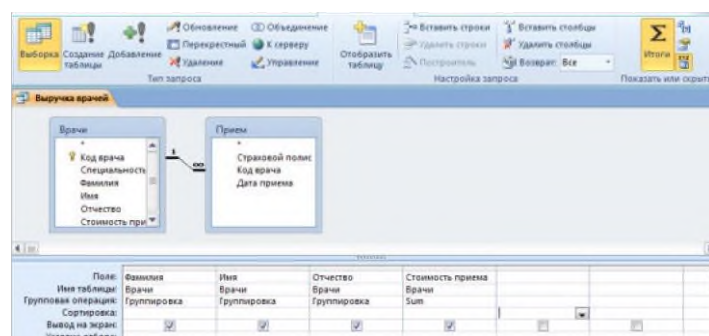 Выборка
Создание таблицы
Добавление
Обновление
Перекрестный
Удаление
Объединение
К серверу
Управление
Тип запроса
Отобразить таблицу
Вставить строки
Удалить строки
Построитель
Вставить столбцы
Удалить столбцы
Возврат: Все
Настройка запроса
Σ
Итоги
Показать или скрыть
Выручка врачей
Врачи
*
Код врача
Специальность
Фамилия
Имя
Отчество
Стоимость при
1
∞
Прием
*
Страховой полис
Код врача
Дата приема
Поле: Фамилия Имя Отчество Стоимость приема
Имя таблицы: Врачи Врачи Врачи Врачи
Групповая операция: Группировка Группировка Группировка Sum
Сортировка:
Вывод на экран:
Условие отбора: